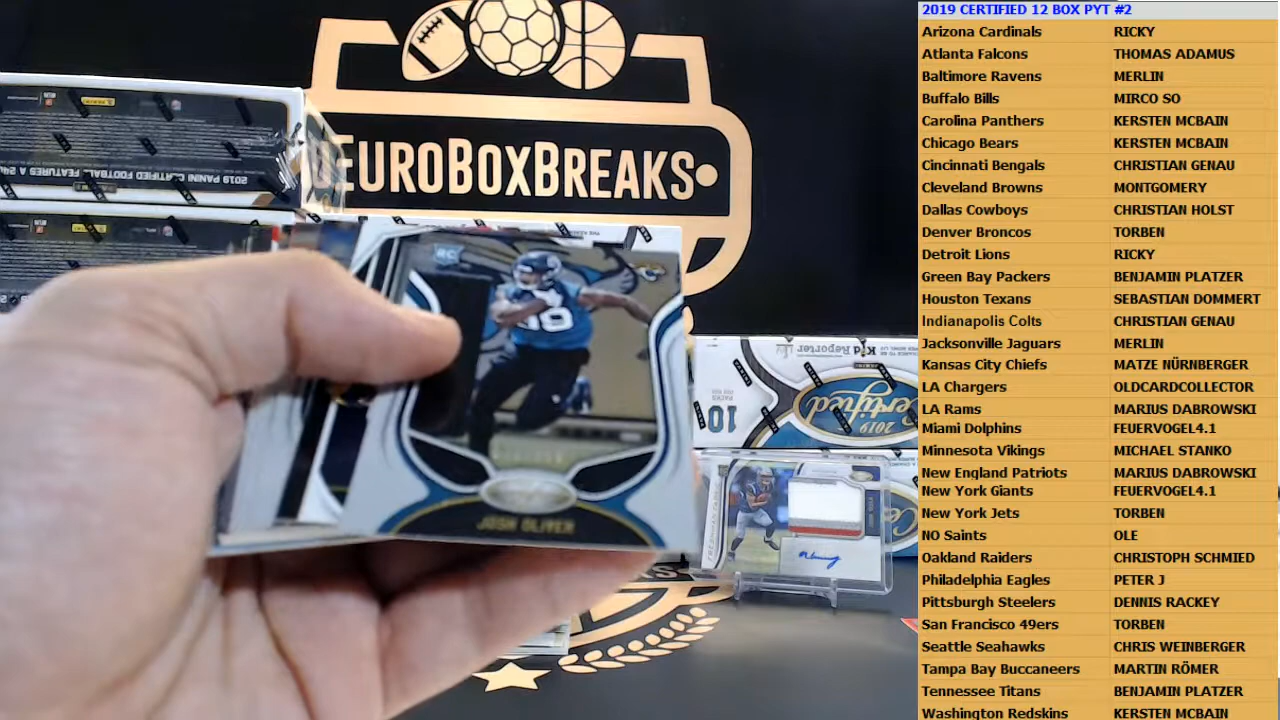 2019 CERTIFIED 12 BOX PYT #2
Arizona Cardinals RICKY
Atlanta Falcons THOMAS ADAMUS
Baltimore Ravens MERLIN
Buffalo Bills MIRCO SO
Carolina Panthers KERSTEN MCBAIN
Chicago Bears KERSTEN MCBAIN
Cincinnati Bengals CHRISTIAN GENAU
Cleveland Browns MONTGOMERY
Dallas Cowboys CHRISTIAN HOLST
Denver Broncos TORBEN
Detroit Lions RICKY
Green Bay Packers BENJAMIN PLATZER
Houston Texans SEBASTIAN DOMMERT
Indianapolis Colts CHRISTIAN GENAU
Jacksonville Jaguars MERLIN
Kansas City Chiefs MATZE NÜRNBERGER
LA Chargers OLDCARDCOLLECTOR
LA Rams MARIUS DABROWSKI
Miami Dolphins FEUERVOGEL4.1
Minnesota Vikings MICHAEL STANKO
New England Patriots MARIUS DABROWSKI
New York Giants FEUERVOGEL4.1
New York Jets TORBEN
NO Saints OLE
Oakland Raiders CHRISTOPH SCHMIED
Philadelphia Eagles PETER J
Pittsburgh Steelers DENNIS RACKEY
San Francisco 49ers TORBEN
Seattle Seahawks CHRIS WEINBERGER
Tampa Bay Buccaneers MARTIN RÖMER
Tennessee Titans BENJAMIN PLATZER
Washington Redskins KERSTEN MCBAIN
EUROBOXBREAKS
2019 PANINI CERTIFIED FOOTBALL FEATURES A
RC
JOSH OLIVER
Kid Reporter
10
PACKS
2019
Certified